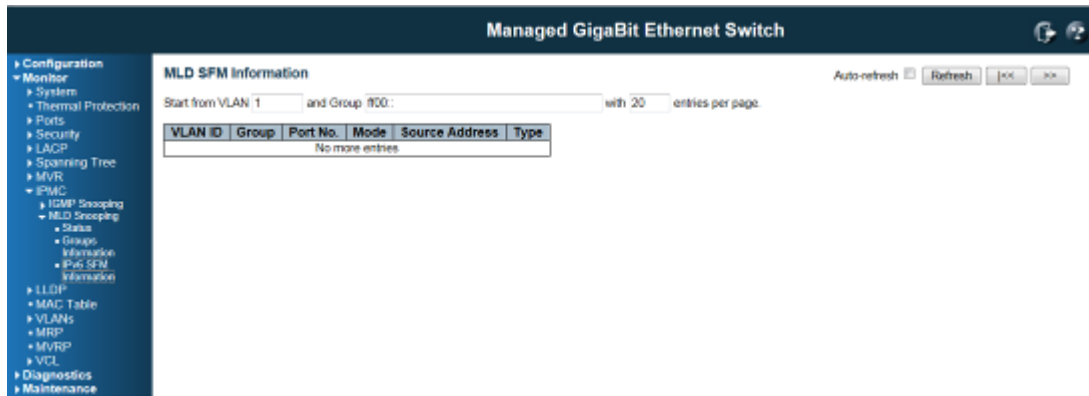 Managed GigaBit Ethernet Switch
Configuration
Monitor
System
Thermal Protection
Ports
Security
LACP
Spanning Tree
MVR
IPMC
IGMP Snooping
MLD Snooping
Status
Groups
Information
IPv6 SFM
Information
LLDP
MAC Table
VLANs
MRP
MVRP
VCL
Diagnostics
Maintenance
MLD SFM Information
Auto-refresh Refresh |<< >>
Start from VLAN 1 and Group ff00:: with 20 entries per page.
VLAN ID Group Port No. Mode Source Address Type
No more entries